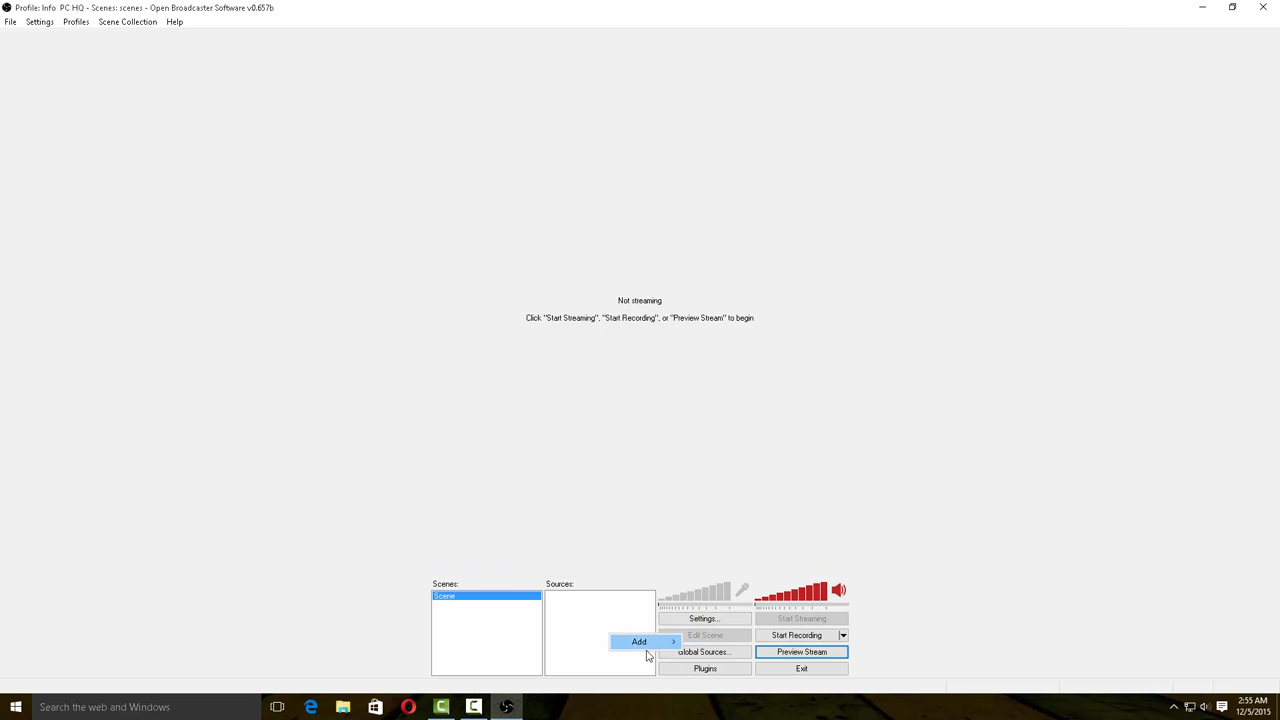 Profile: Info  PC HQ - Scenes: scenes - Open Broadcaster Software v0.657b
File Settings Profiles Scene Collection Help
Not streaming
Click "Start Streaming", "Start Recording", or "Preview Stream" to begin
Scenes:
Sources:
Scene
Add
Settings...
Start Streaming
Edit Scene
Start Recording
Global Sources...
Preview Stream
Plugins
Exit
Search the web and Windows
2:55 AM
12/5/2015